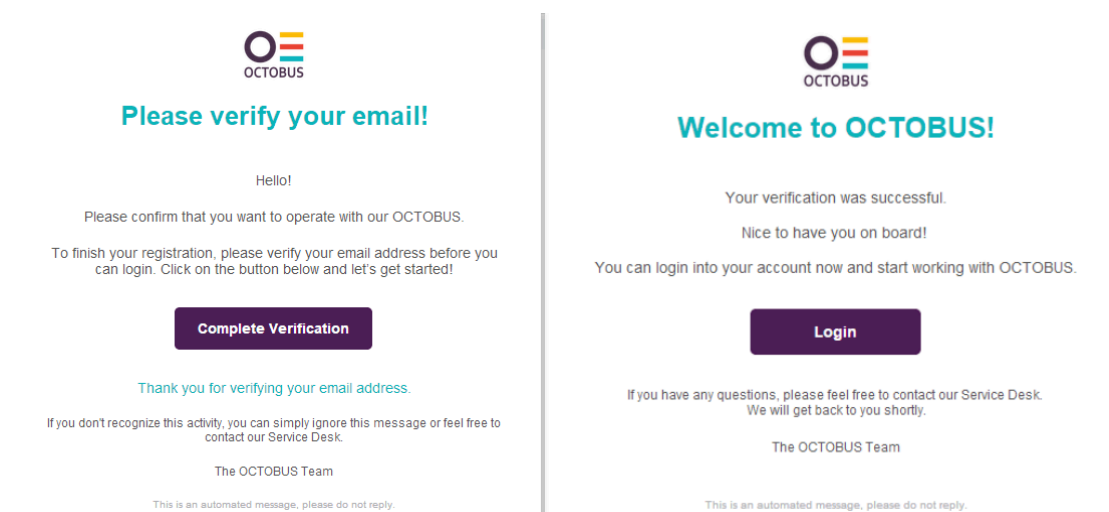 OCTOBUS
Please verify your email!
Hello!
Please confirm that you want to operate with our OCTOBUS.
To finish your registration, please verify your email address before you
can login. Click on the button below and let's get started!
Complete Verification
Thank you for verifying your email address.
If you don't recognize this activity, you can simply ignore this message or feel free to
contact our Service Desk.
The OCTOBUS Team
This is an automated message, please do not reply.
OCTOBUS
Welcome to OCTOBUS!
Your verification was successful.
Nice to have you on board!
You can login into your account now and start working with OCTOBUS.
Login
If you have any questions, please feel free to contact our Service Desk.
We will get back to you shortly.
The OCTOBUS Team
This is an automated message, please do not reply.